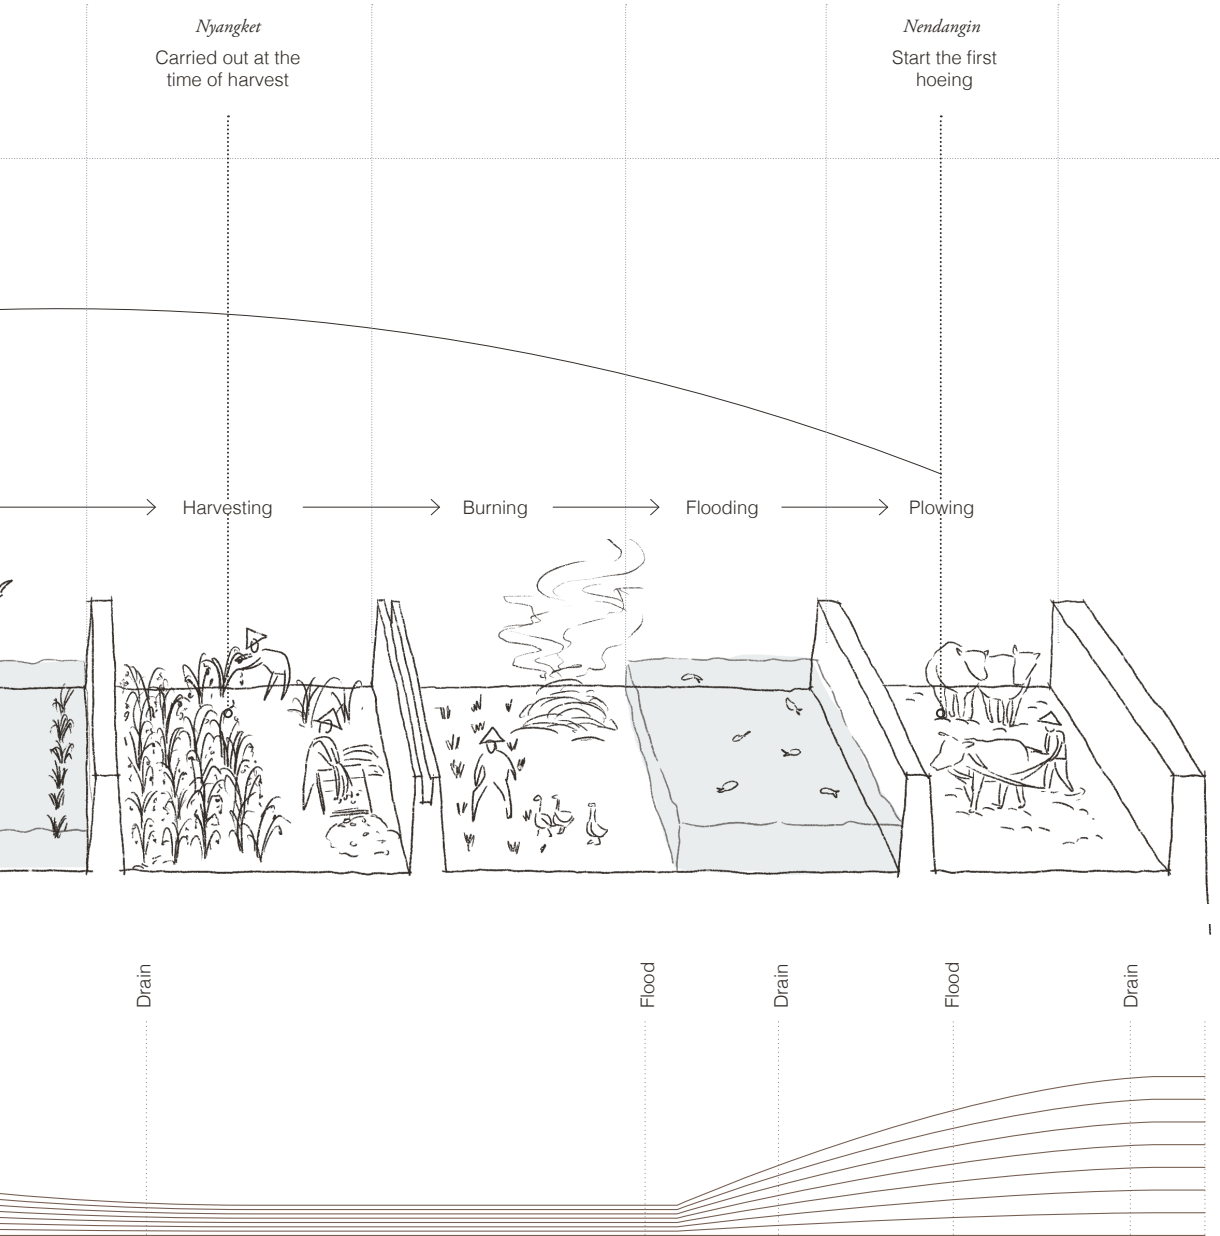 Nyangket
Carried out at the
time of harvest
Nendangin
Start the first
hoeing
Harvesting
Burning
Flooding
Plowing
Drain
Flood
Drain
Flood
Drain